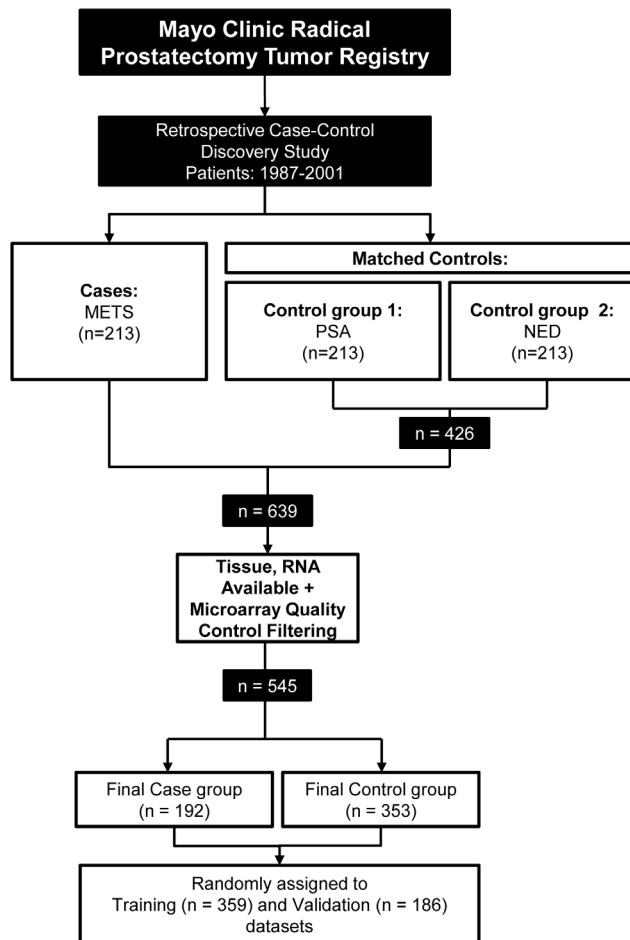 Mayo Clinic Radical
Prostatectomy Tumor Registry
Retrospective Case-Control
Discovery Study
Patients: 1987-2001
Cases:
METS
(n=213)
Matched Controls:
Control group 1:
PSA
(n=213)
Control group 2:
NED
(n=213)
n = 426
n = 639
Tissue, RNA
Available +
Microarray Quality
Control Filtering
n = 545
Final Case group
(n = 192)
Final Control group
(n = 353)
Randomly assigned to
Training (n = 359) and Validation (n = 186)
datasets